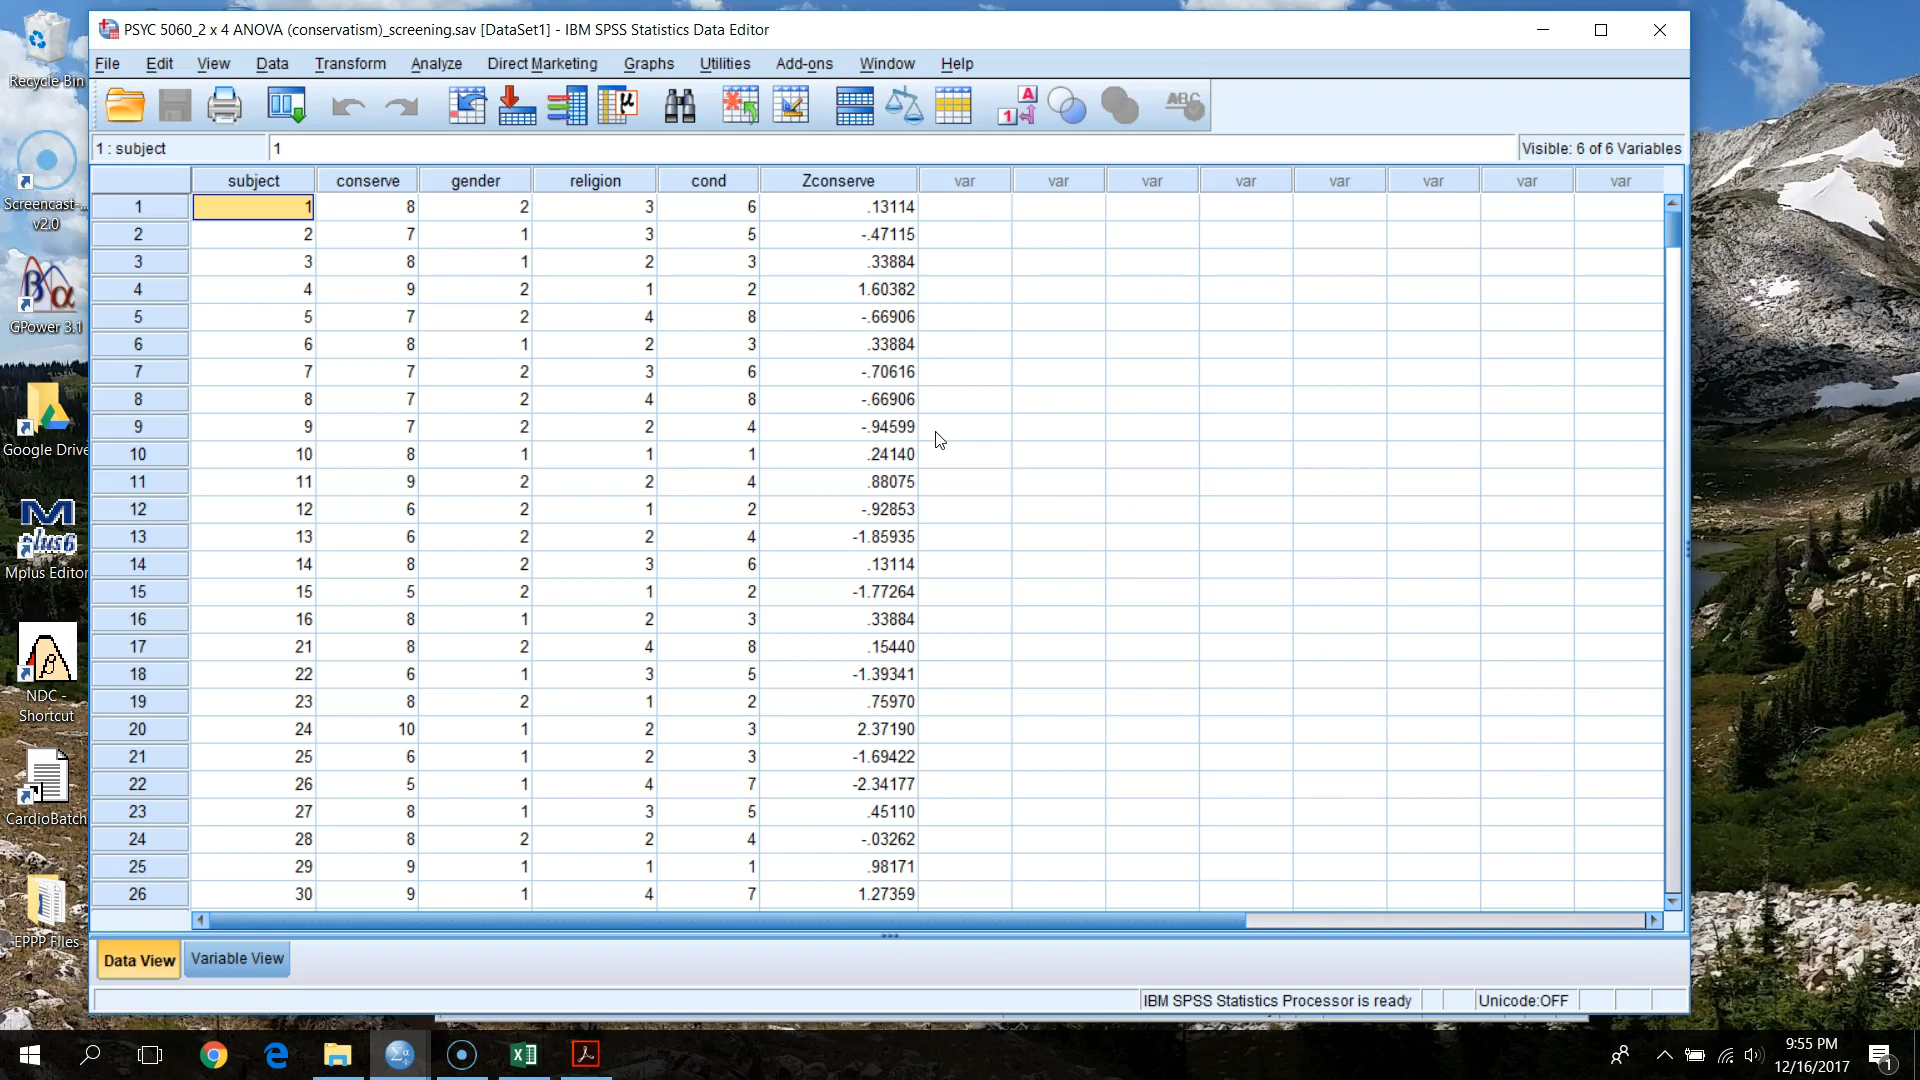 PSYC 5060_2 x 4 ANOVA (conservatism)_screening.sav [DataSet1] - IBM SPSS Statistics Data Editor
File Edit View Data Transform Analyze Direct Marketing Graphs Utilities Add-ons Window Help
1 : subject 1 Visible: 6 of 6 Variables
subject conserve gender religion cond Zconserve var var var var var var var var
1 1 8 2 3 6 .13114
2 2 7 1 3 5 -.47115
3 3 8 1 2 3 .33884
4 4 9 2 1 2 1.60382
5 5 7 2 4 8 -.66906
6 6 8 1 2 3 .33884
7 7 7 2 3 6 -.70616
8 8 7 2 4 8 -.66906
9 9 7 2 2 4 -.94599
10 10 8 1 1 1 .24140
11 11 9 2 2 4 .88075
12 12 6 2 1 2 -.92853
13 13 6 2 2 4 -1.85935
14 14 8 2 3 6 .13114
15 15 5 2 1 2 -1.77264
16 16 8 1 2 3 .33884
17 21 8 2 4 8 .15440
18 22 6 1 3 5 -1.39341
19 23 8 2 1 2 .75970
20 24 10 1 2 3 2.37190
21 25 6 1 2 3 -1.69422
22 26 5 1 4 7 -2.34177
23 27 8 1 3 5 .45110
24 28 8 2 2 4 -.03262
25 29 9 1 1 1 .98171
26 30 9 1 4 7 1.27359
Data View Variable View
IBM SPSS Statistics Processor is ready Unicode:OFF
Recycle Bin
Screencast-...
v2.0
GPower 3.1
Google Drive
Mplus Editor
NDC -
Shortcut
CardioBatch
EPPP Files
9:55 PM
12/16/2017
1